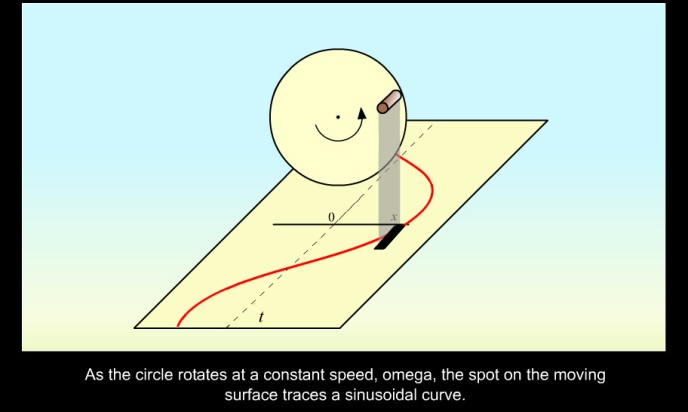 0 x
t
As the circle rotates at a constant speed, omega, the spot on the moving
surface traces a sinusoidal curve.